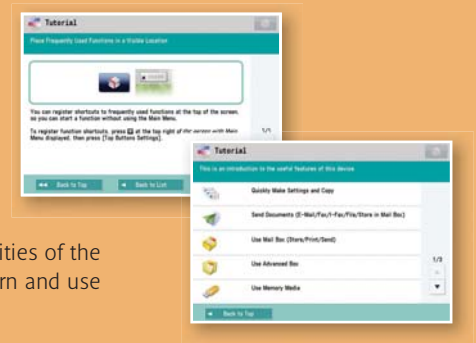 Tutorial
Place Frequently Used Functions in a Visible Location
You can register shortcuts to frequently used functions at the top of the screen,
so you can start a function without using the Main Menu.
To register function shortcuts, press at the top right of the screen with Main
Menu displayed, then press [Top Buttons Settings].
1/1
Back to Top
Back to List
Tutorial
This is an introduction to the useful features of this device.
Quickly Make Settings and Copy
Send Documents (E-Mail/Fax/I-Fax/File/Store in Mail Box)
Use Mail Box (Store/Print/Send)
Use Advanced Box
Use Memory Media
1/3
Back to Top
ities of the
rn and use